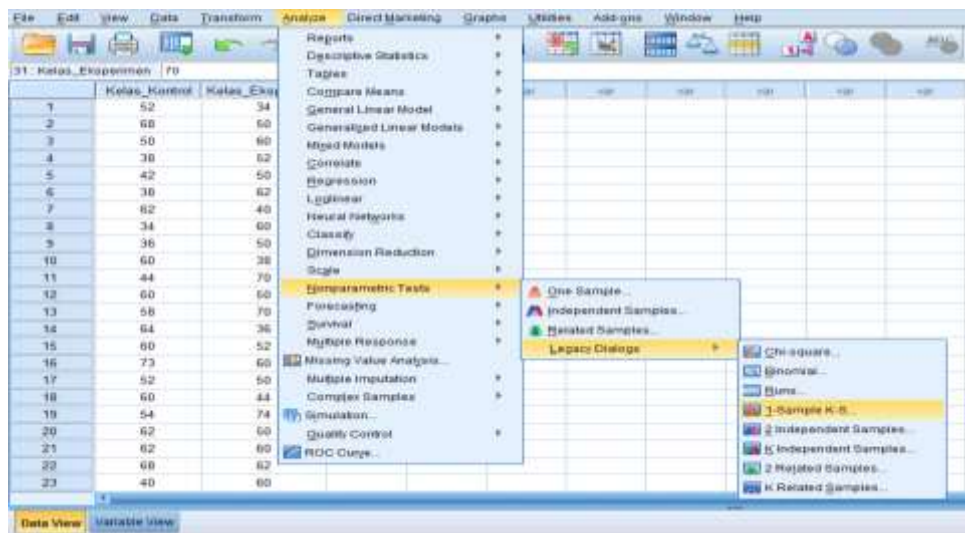 File Edit View Data Transform Analyze Direct Marketing Graphs Utilities Add-ons Window Help
31 : Kelas_Eksperimen 70
Kelas_Kontrol Kelas_Eksp
Reports
Descriptive Statistics
Tables
Compare Means
General Linear Model
Generalized Linear Models
Mixed Models
Correlate
Regression
Loglinear
Neural Networks
Classify
Dimension Reduction
Scale
Nonparametric Tests
Forecasting
Survival
Multiple Response
Missing Value Analysis...
Multiple Imputation
Complex Samples
Simulation...
Quality Control
ROC Curve...
One Sample...
Independent Samples...
Related Samples...
Legacy Dialogs
Chi-square...
Binomial...
Runs...
1-Sample K-S...
2 Independent Samples...
K Independent Samples...
2 Related Samples...
K Related Samples...
var var var var var
1 52 34
2 68
3 50 60
4 38 52
5 42 50
6 38 62
7 62 40
8 34 60
9 36 50
10 60 38
11 44 70
12 60
13 58 70
14 64 36
15 60 52
16 73 60
17 52 50
18 60 44
19 54 74
20 62
21 62 60
22 68 62
23 40 60
Data View Variable View